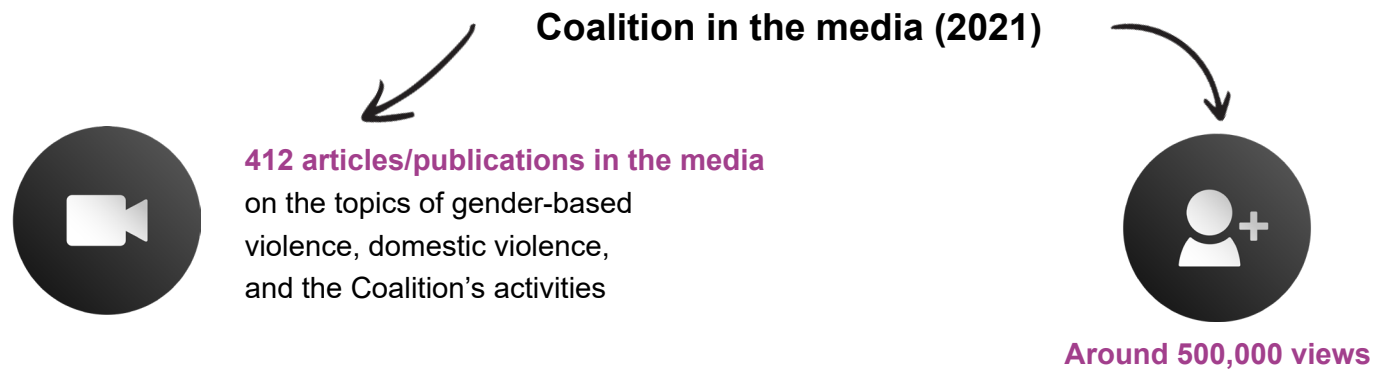 Coalition in the media (2021)
412 articles/publications in the media
on the topics of gender-based
violence, domestic violence,
and the Coalition’s activities
Around 500,000 views